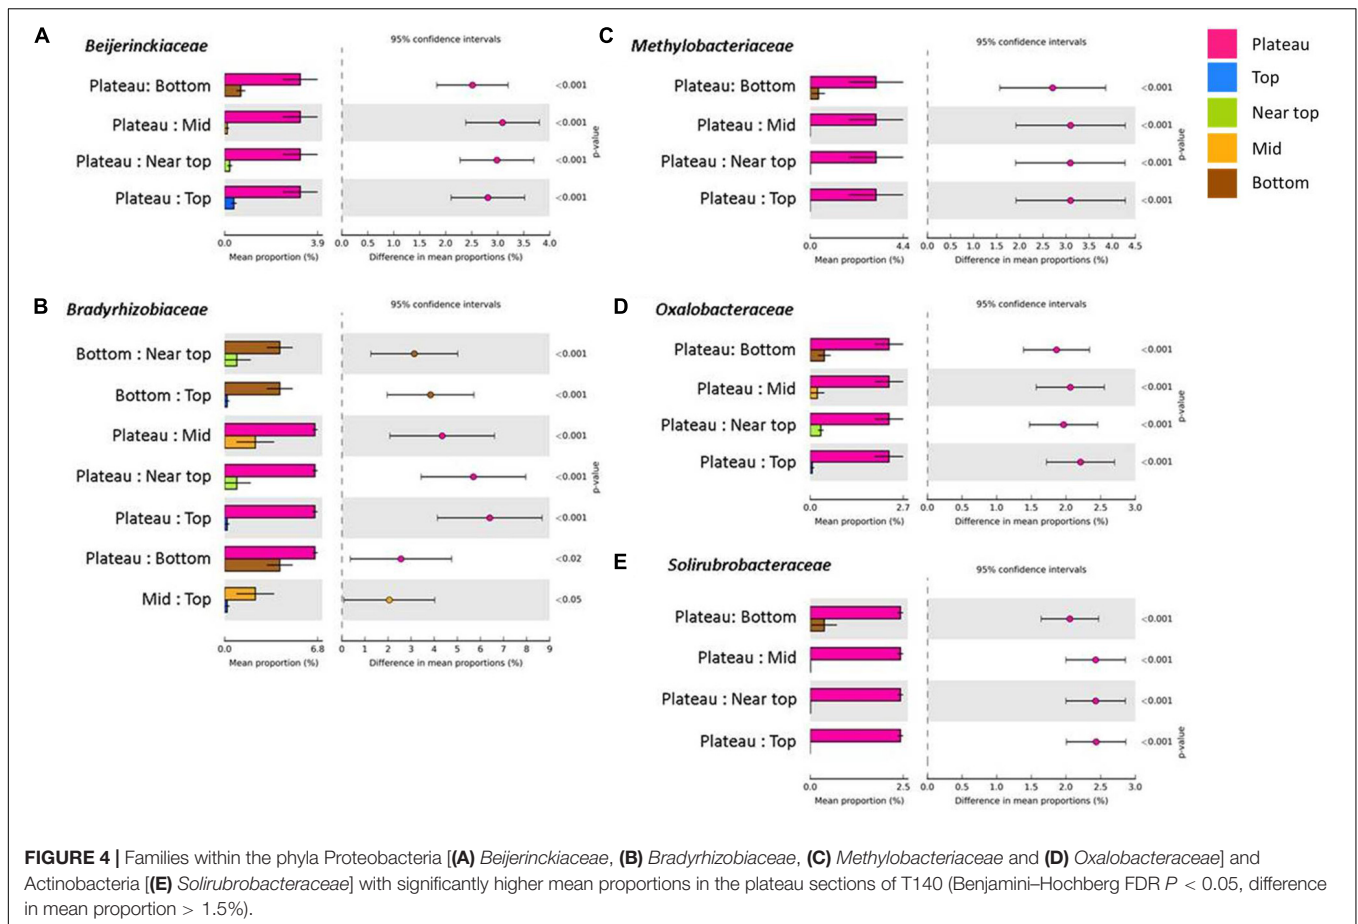 A
Beijerinckiaceae
95% confidence intervals
Plateau: Bottom
<0.001
Plateau : Mid
<0.001
Plateau : Near top
<0.001
Plateau : Top
<0.001
p-value
0.0 3.9
Mean proportion (%)
0.0 0.5 1.0 1.5 2.0 2.5 3.0 3.5 4.0
Difference in mean proportions (%)
B
Bradyrhizobiaceae
95% confidence intervals
Bottom : Near top
<0.001
Bottom : Top
<0.001
Plateau : Mid
<0.001
Plateau : Near top
<0.001
Plateau : Top
<0.001
Plateau : Bottom
<0.02
Mid : Top
<0.05
p-value
0.0 6.8
Mean proportion (%)
0 1 2 3 4 5 6 7 8 9
Difference in mean proportions (%)
C
Methylobacteriaceae
95% confidence intervals
Plateau: Bottom
<0.001
Plateau : Mid
<0.001
Plateau : Near top
<0.001
Plateau : Top
<0.001
p-value
0.0 4.4
Mean proportion (%)
0.0 0.5 1.0 1.5 2.0 2.5 3.0 3.5 4.0 4.5
Difference in mean proportions (%)
Plateau
Top
Near top
Mid
Bottom
D
Oxalobacteraceae
95% confidence intervals
Plateau: Bottom
<0.001
Plateau : Mid
<0.001
Plateau : Near top
<0.001
Plateau : Top
<0.001
p-value
0.0 2.7
Mean proportion (%)
0.0 0.5 1.0 1.5 2.0 2.5 3.0
Difference in mean proportions (%)
E
Solirubrobacteraceae
95% confidence intervals
Plateau: Bottom
<0.001
Plateau : Mid
<0.001
Plateau : Near top
<0.001
Plateau : Top
<0.001
p-value
0.0 2.5
Mean proportion (%)
0.0 0.5 1.0 1.5 2.0 2.5 3.0
Difference in mean proportions (%)
FIGURE 4 | Families within the phyla Proteobacteria [(A) Beijerinckiaceae, (B) Bradyrhizobiaceae, (C) Methylobacteriaceae and (D) Oxalobacteraceae] and
Actinobacteria [(E) Solirubrobacteraceae] with significantly higher mean proportions in the plateau sections of T140 (Benjamini–Hochberg FDR P < 0.05, difference
in mean proportion > 1.5%).